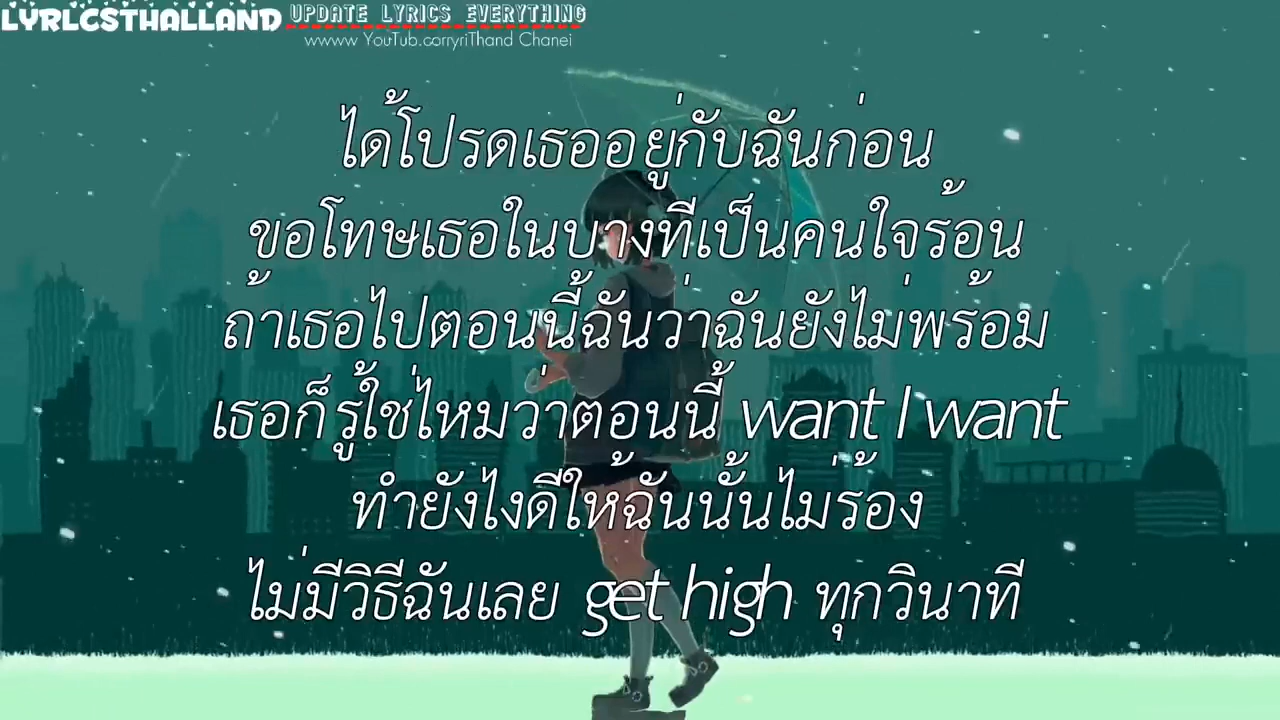 LYRLCSTHALLAND
UPDATE LYRICS EVERYTHING
wwww YouTub.corryriThand Chanei
ได้โปรดเธออยู่กับฉันก่อน
ขอโทษเธอในบางทีเป็นคนใจร้อน
ถ้าเธอไปตอนนี้ฉันว่าฉันยังไม่พร้อม
เธอก็รู้ใช่ไหมว่าตอนนี้ want I want
ทำยังไงดีให้ฉันนั้นไม่ร้อง
ไม่มีวิธีฉันเลย get high ทุกวินาที